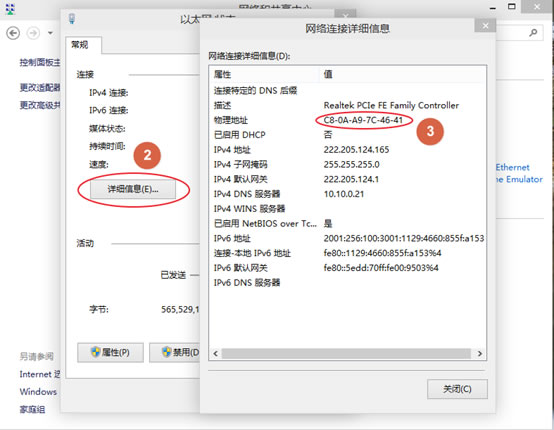 网络和共享中心
以太网 状态
网络连接详细信息
常规
网络连接详细信息(D):
控制面板主
更改适配器
更改高级共
连接
IPv4 连接:
IPv6 连接:
媒体状态:
持续时间:
速度:
2
详细信息(E)...
活动
已发送
字节:
565,529,1
属性(P)
禁用(D
属性
值
连接特定的 DNS 后缀
描述
Realtek PCIe FE Family Controller
物理地址
C8-0A-A9-7C-46-41
3
已启用 DHCP
否
IPv4 地址
222.205.124.165
IPv4 子网掩码
255.255.255.0
IPv4 默认网关
222.205.124.1
IPv4 DNS 服务器
10.10.0.21
IPv4 WINS 服务器
已启用 NetBIOS over Tc...
是
IPv6 地址
2001:256:100:3001:1129:4660:855f:a153
连接-本地 IPv6 地址
fe80::1129:4660:855f:a153%4
IPv6 默认网关
fe80::5edd:70ff:fe00:9503%4
IPv6 DNS 服务器
关闭(C)
Ethernet
e Emulator
另请参阅
Internet 选
Windows
家庭组